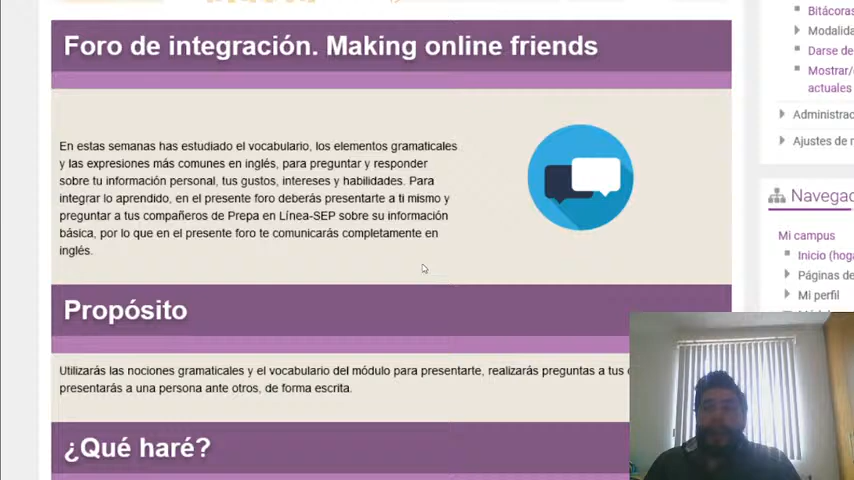 Foro de integración. Making online friends
En estas semanas has estudiado el vocabulario, los elementos gramaticales
y las expresiones más comunes en inglés, para preguntar y responder
sobre tu información personal, tus gustos, intereses y habilidades. Para
integrar lo aprendido, en el presente foro deberás presentarte a ti mismo y
preguntar a tus compañeros de Prepa en Línea-SEP sobre su información
básica, por lo que en el presente foro te comunicarás completamente en
inglés.
Propósito
Utilizarás las nociones gramaticales y el vocabulario del módulo para presentarte, realizarás preguntas a tus
presentarás a una persona ante otros, de forma escrita.
¿Qué haré?
Bitácoras
Modalida
Darse de
Mostrar/
actuales
Administrac
Ajustes de
Navegac
Mi campus
Inicio (hoga
Páginas de
Mi perfil